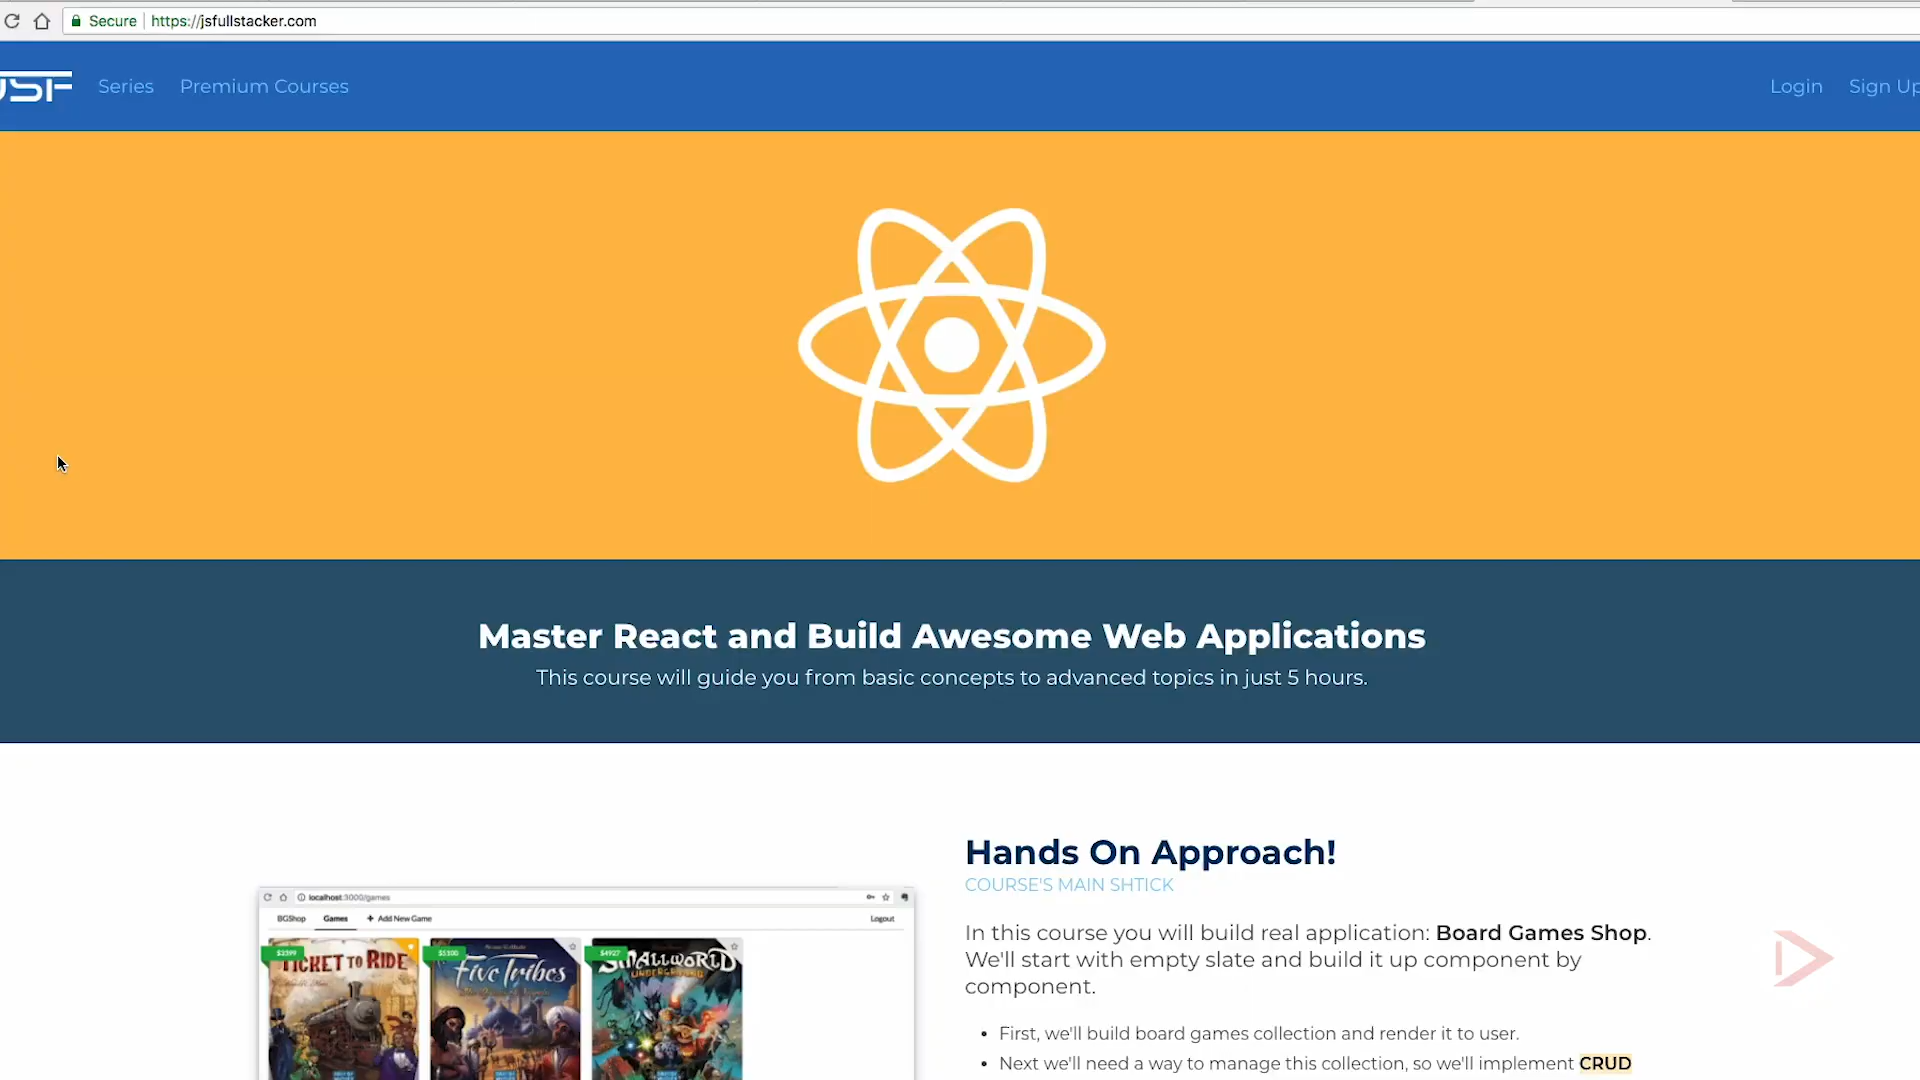 Secure https://jsfullstacker.com
JSF Series Premium Courses Login Sign Up
Master React and Build Awesome Web Applications
This course will guide you from basic concepts to advanced topics in just 5 hours.
Hands On Approach!
COURSE'S MAIN SHTICK
In this course you will build real application: Board Games Shop.
We'll start with empty slate and build it up component by
component.
• First, we'll build board games collection and render it to user.
• Next we'll need a way to manage this collection, so we'll implement CRUD
localhost:3000/games
BGShop Games + Add New Game Logout
$3599 $5100 $4927
TICKET TO RIDE
Five Tribes
SMALLWORLD
UNDERGROUND